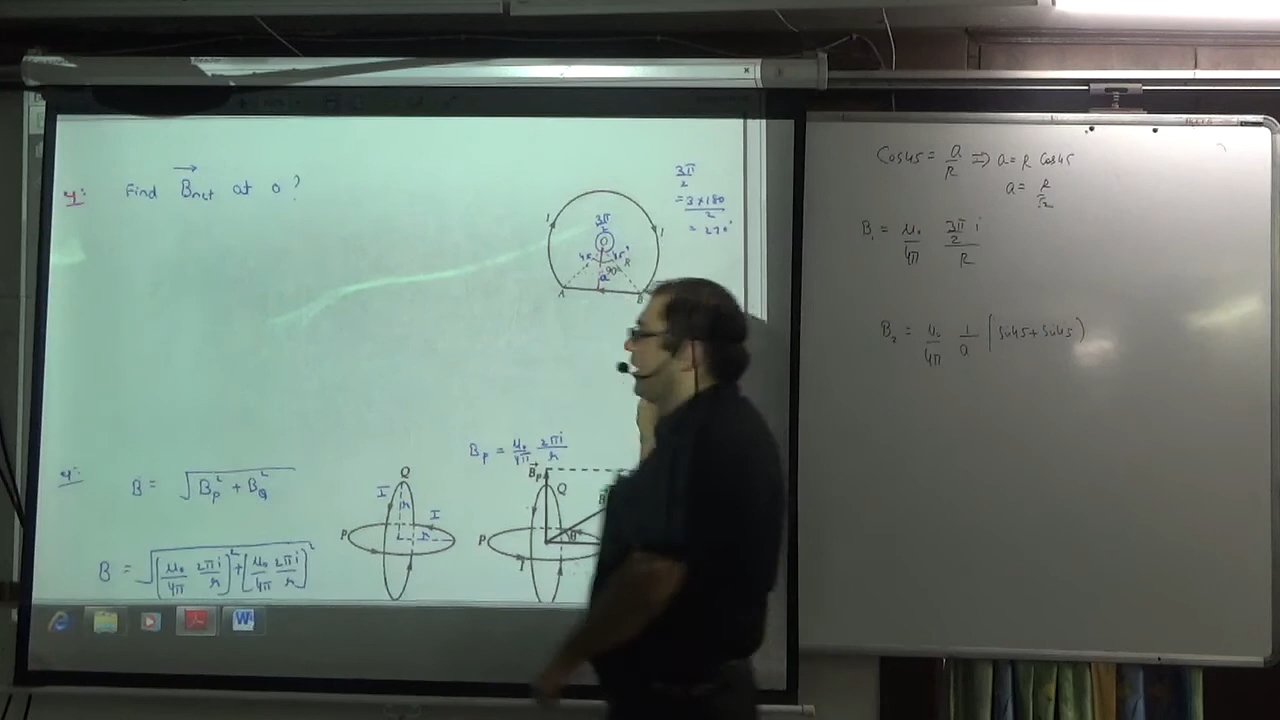 Find B⃗net at O ?
3π/2
= 3×180/2
= 270°
I
3π/2
O
I
45
45°
R
90°
a
A
B
B = √(Bp² + BQ²)
B = √([μ₀/4π 2πi/r]² + [μ₀/4π 2πi/r]²)
Q
I
r
I
P
r
Bp = μ₀/4π 2πi/r
B⃗p
Q
P
θ
I
Cos45 = a/R ⇒ a = R Cos45
a = R/√2
B₁ = μ₀/4π (3π/2 i)/R
B₂ = μ₀/4π 1/a (Sin45+Sin45)